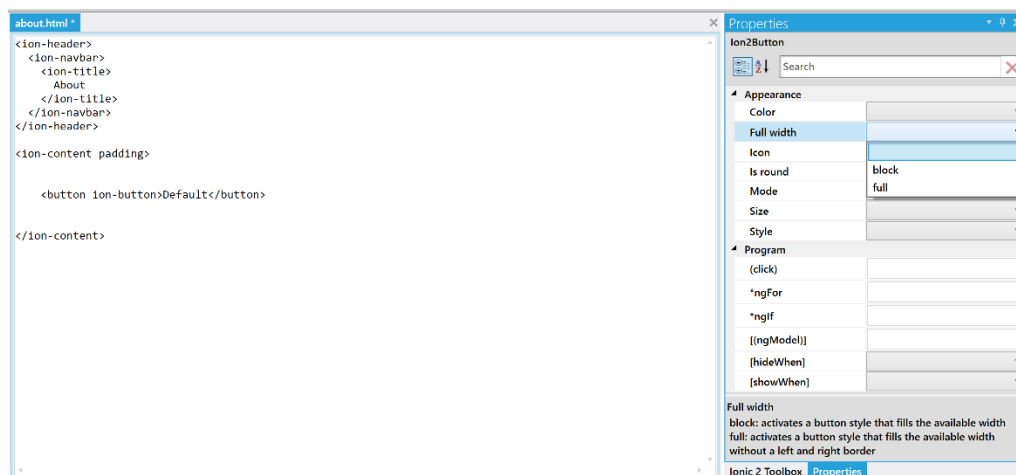 about.html *
<ion-header>
<ion-navbar>
<ion-title>
About
</ion-title>
</ion-navbar>
</ion-header>
<ion-content padding>
<button ion-button>Default</button>
</ion-content>
Properties
Ion2Button
Search
Appearance
Color
Full width
Icon
Is round
block
full
Mode
Size
Style
Program
(click)
*ngFor
*ngIf
[(ngModel)]
[hideWhen]
[showWhen]
Full width
block: activates a button style that fills the available width
full: activates a button style that fills the available width
without a left and right border
Ionic 2 Toolbox Properties